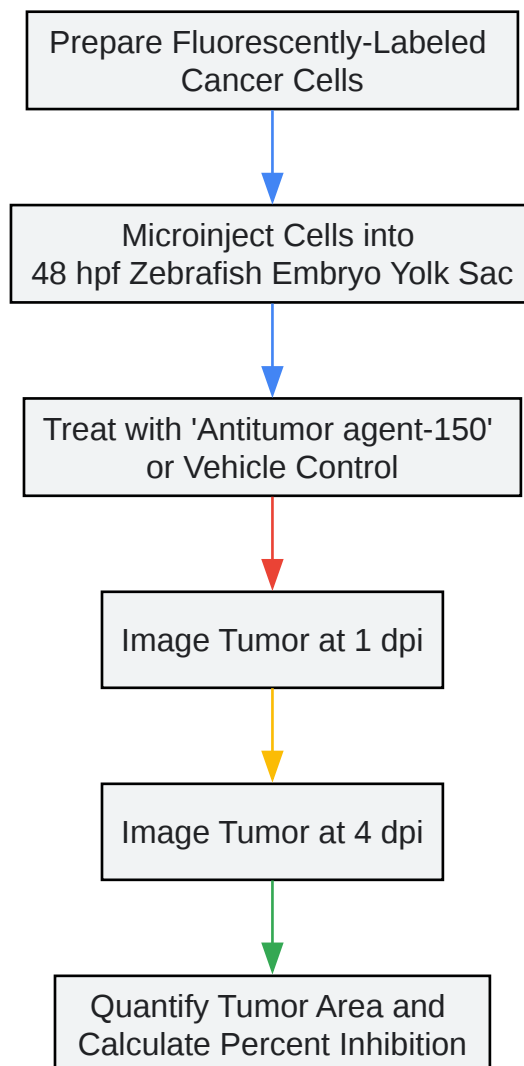 Prepare Fluorescently-Labeled
Cancer Cells
Microinject Cells into
48 hpf Zebrafish Embryo Yolk Sac
Treat with 'Antitumor agent-150'
or Vehicle Control
Image Tumor at 1 dpi
Image Tumor at 4 dpi
Quantify Tumor Area and
Calculate Percent Inhibition